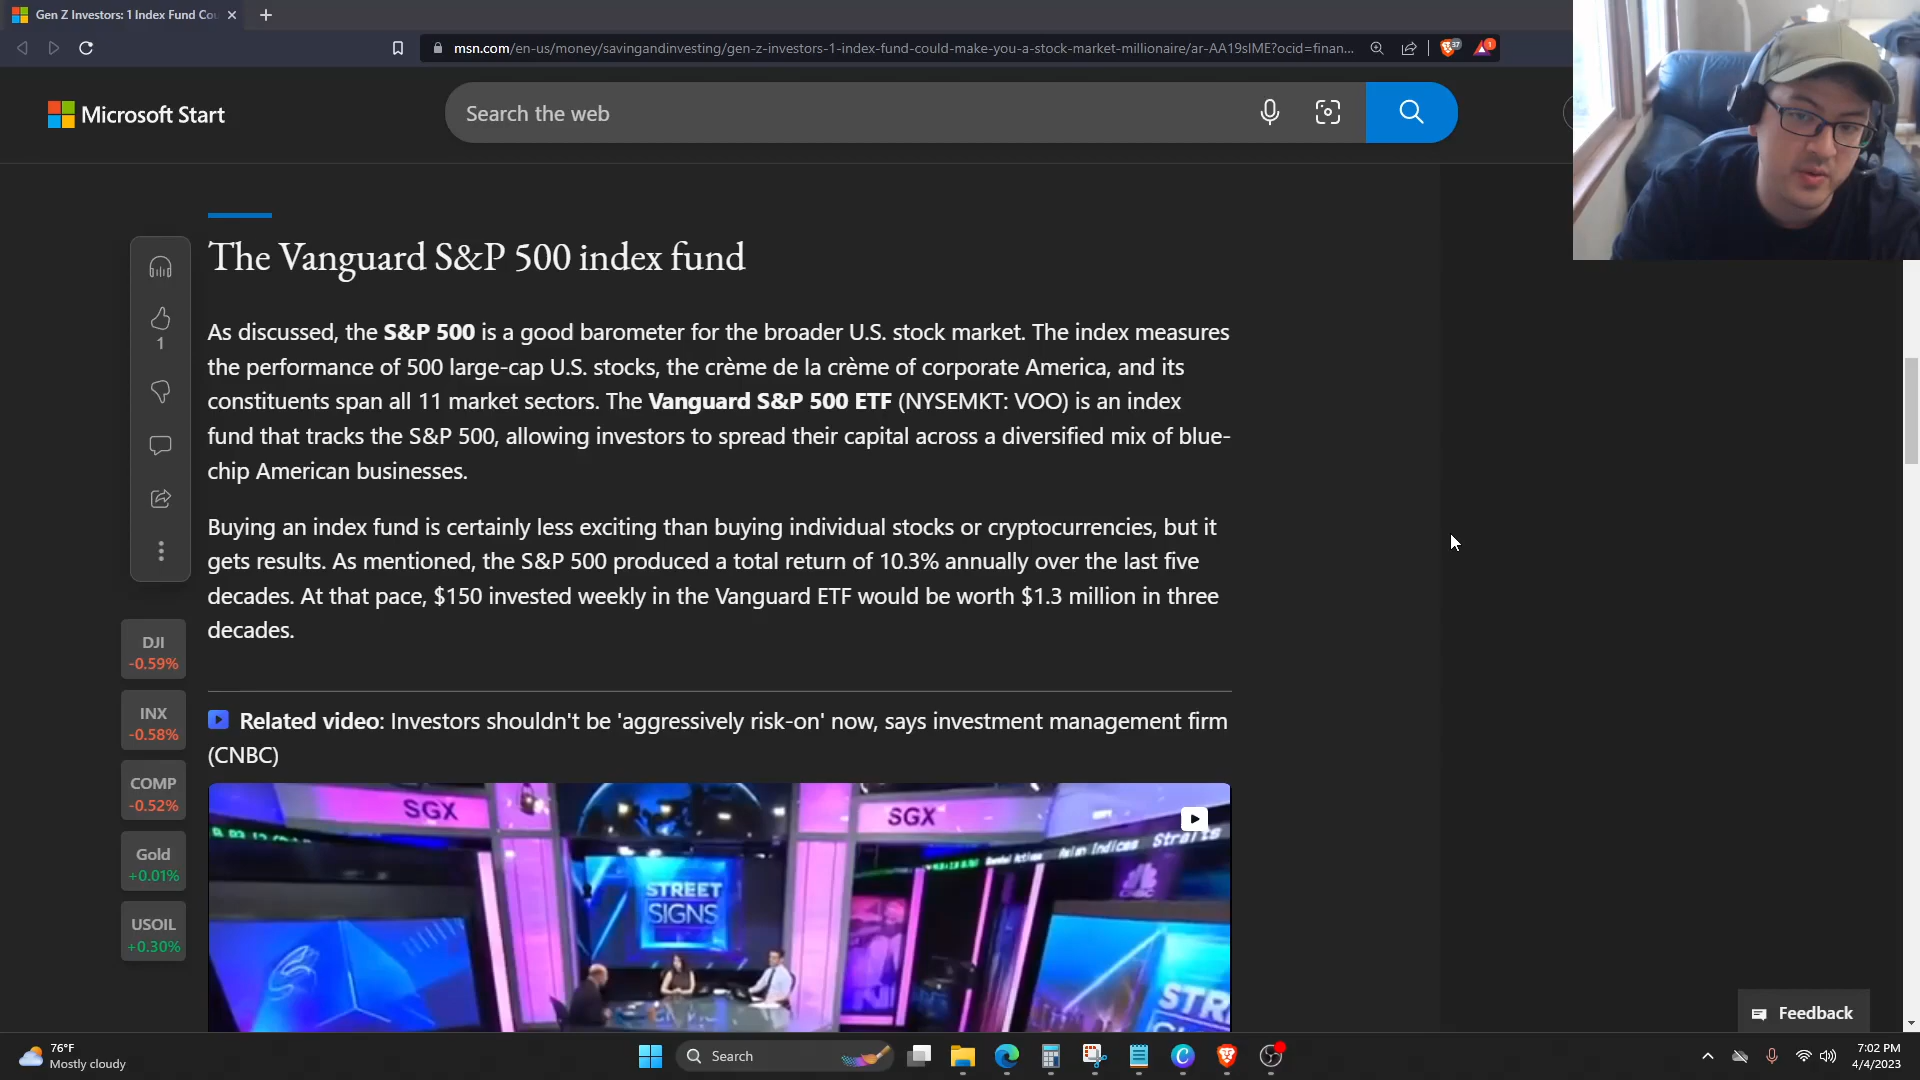 Gen Z Investors: 1 Index Fund Cou
msn.com/en-us/money/savingandinvesting/gen-z-investors-1-index-fund-could-make-you-a-stock-market-millionaire/ar-AA19sIME?ocid=finan...
37
1
Microsoft Start
Search the web
The Vanguard S&P 500 index fund
As discussed, the S&P 500 is a good barometer for the broader U.S. stock market. The index measures
the performance of 500 large-cap U.S. stocks, the crème de la crème of corporate America, and its
constituents span all 11 market sectors. The Vanguard S&P 500 ETF (NYSEMKT: VOO) is an index
fund that tracks the S&P 500, allowing investors to spread their capital across a diversified mix of blue-
chip American businesses.
Buying an index fund is certainly less exciting than buying individual stocks or cryptocurrencies, but it
gets results. As mentioned, the S&P 500 produced a total return of 10.3% annually over the last five
decades. At that pace, $150 invested weekly in the Vanguard ETF would be worth $1.3 million in three
decades.
1
DJI
-0.59%
INX
-0.58%
COMP
-0.52%
Gold
+0.01%
USOIL
+0.30%
Related video: Investors shouldn't be 'aggressively risk-on' now, says investment management firm
(CNBC)
SGX
SGX
Asian Indices
Straits
STREET
SIGNS
CNBC
STR
SIG
Feedback
76°F
Mostly cloudy
Search
7:02 PM
4/4/2023